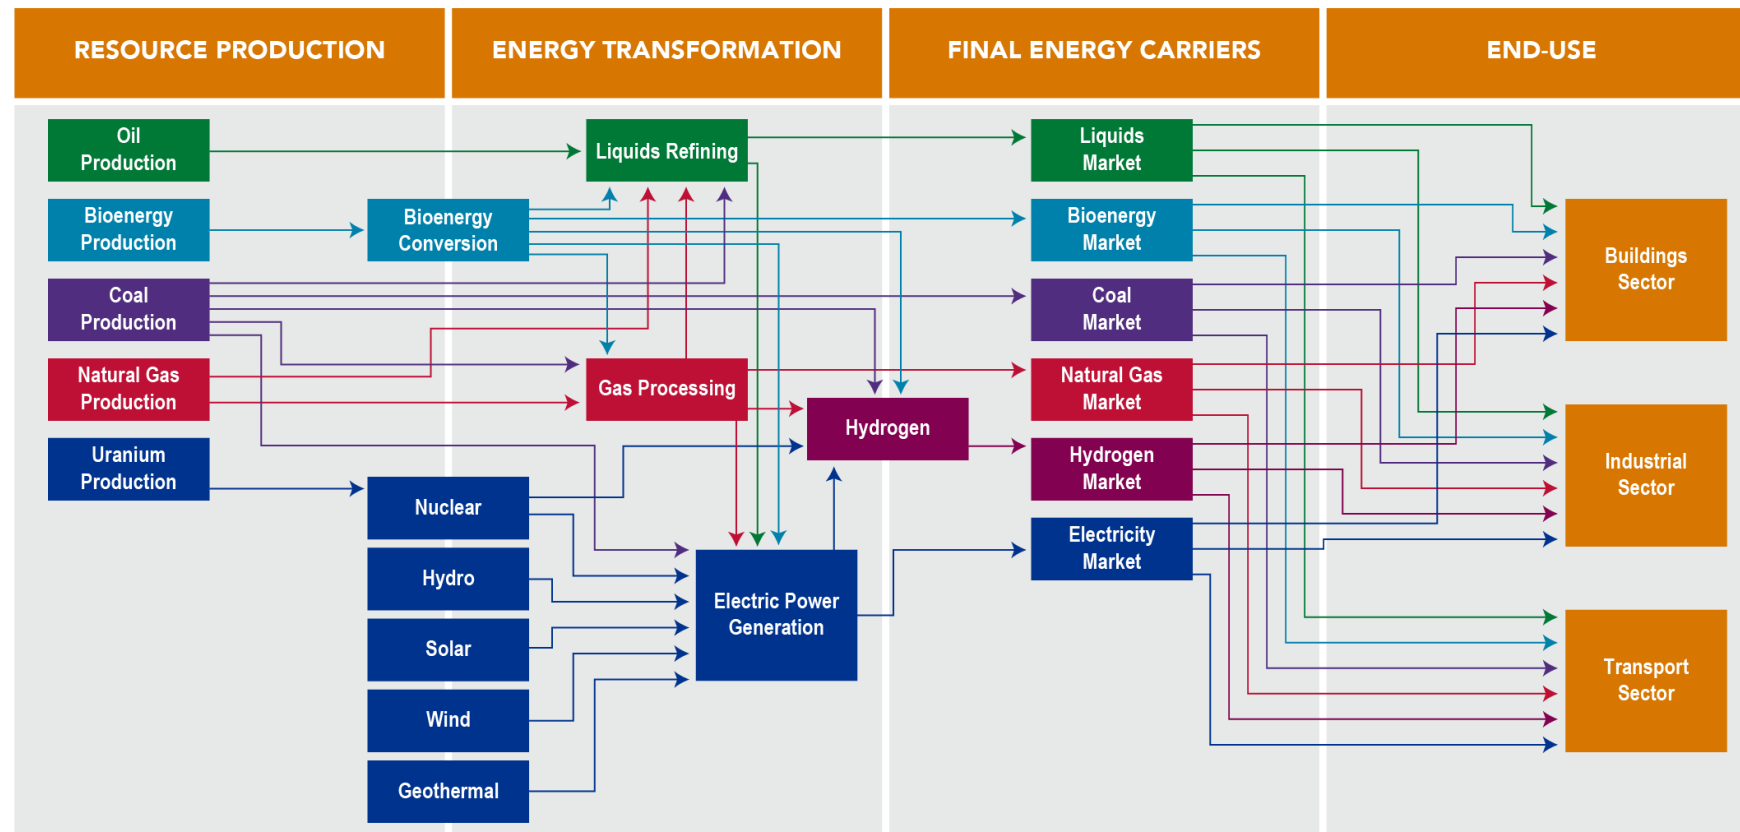 RESOURCE PRODUCTION
ENERGY TRANSFORMATION
FINAL ENERGY CARRIERS
END-USE
Oil
Production
Bioenergy
Production
Coal
Production
Natural Gas
Production
Uranium
Production
Liquids Refining
Bioenergy
Conversion
Gas Processing
Hydrogen
Nuclear
Hydro
Solar
Wind
Geothermal
Electric Power
Generation
Liquids
Market
Bioenergy
Market
Coal
Market
Natural Gas
Market
Hydrogen
Market
Electricity
Market
Buildings
Sector
Industrial
Sector
Transport
Sector